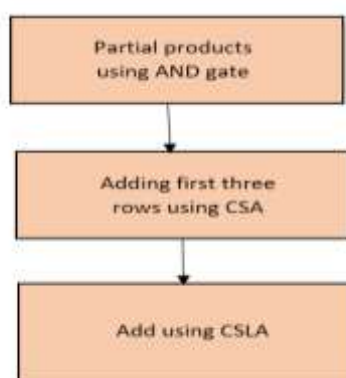 Partial products
using AND gate
Adding first three
rows using CSA
Add using CSLA